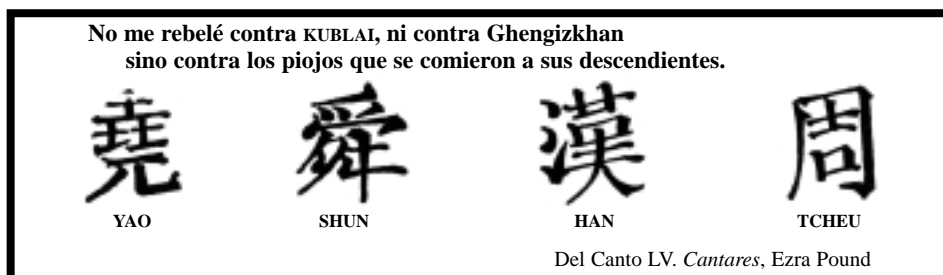 No me rebelé contra KUBLAI, ni contra Ghengizkhan
sino contra los piojos que se comieron a sus descendientes.
堯 舜 漢 周
YAO SHUN HAN TCHEU
Del Canto LV. Cantares, Ezra Pound